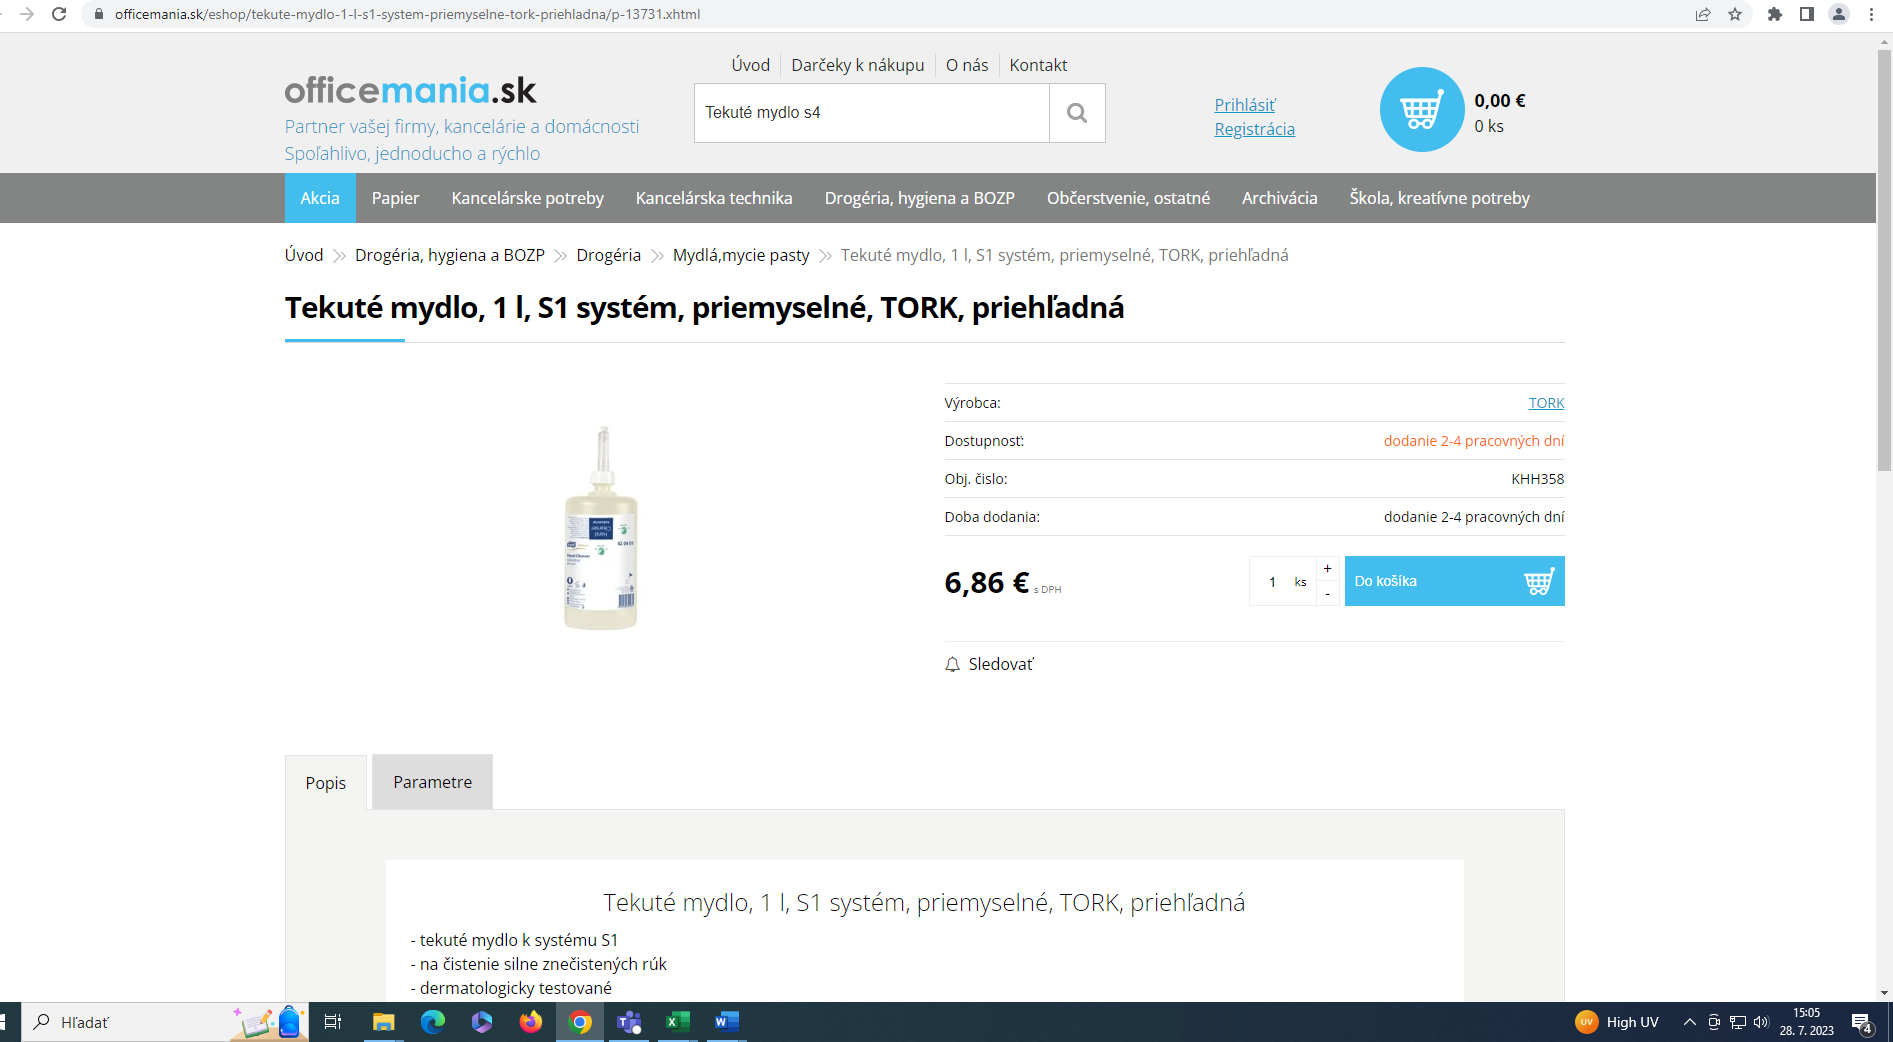 officemania.sk/eshop/tekute-mydlo-1-l-s1-system-priemyselne-tork-priehladna/p-13731.xhtml
Úvod Darčeky k nákupu O nás Kontakt
officemania.sk
Partner vašej firmy, kancelárie a domácnosti
Spoľahlivo, jednoducho a rýchlo
Tekuté mydlo s4
Prihlásiť
Registrácia
0,00 €
0 ks
Akcia Papier Kancelárske potreby Kancelárska technika Drogéria, hygiena a BOZP Občerstvenie, ostatné Archivácia Škola, kreatívne potreby
Úvod Drogéria, hygiena a BOZP Drogéria Mydlá,mycie pasty Tekuté mydlo, 1 l, S1 systém, priemyselné, TORK, priehľadná
Tekuté mydlo, 1 l, S1 systém, priemyselné, TORK, priehľadná
Výrobca: TORK
Dostupnosť: dodanie 2-4 pracovných dní
Obj. čislo: KHH358
Doba dodania: dodanie 2-4 pracovných dní
6,86 € s DPH
1 ks + -
Do košíka
Sledovať
Popis Parametre
Tekuté mydlo, 1 l, S1 systém, priemyselné, TORK, priehľadná
- tekuté mydlo k systému S1
- na čistenie silne znečistených rúk
- dermatologicky testované
Hľadať
UV High UV
15:05
28. 7. 2023
4